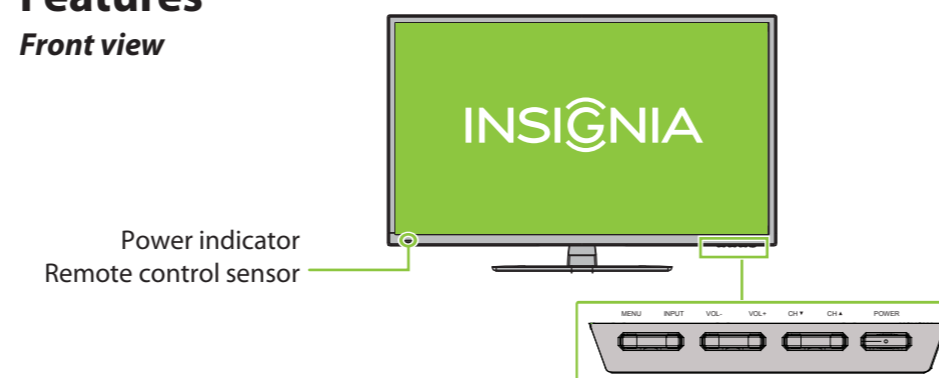 Features
Front view
INSIGNIA
Power indicator
Remote control sensor
MENU INPUT VOL- VOL+ CH▼ CH▲ POWER